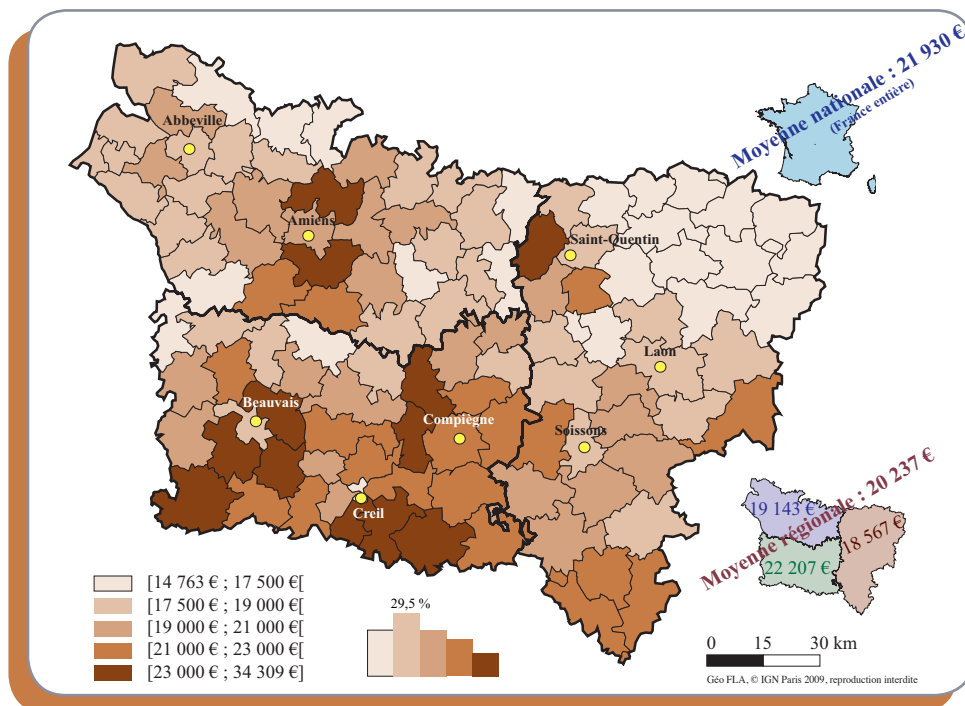 Moyenne nationale : 21 930 €
(France entière)
Abbeville
Amiens
Saint-Quentin
Laon
Beauvais
Compiègne
Soissons
Creil
Moyenne régionale : 20 237 €
19 143 €
18 567 €
22 207 €
[14 763 € ; 17 500 €[
[17 500 € ; 19 000 €[
[19 000 € ; 21 000 €[
[21 000 € ; 23 000 €[
[23 000 € ; 34 309 €]
29,5 %
0 15 30 km
Géo FLA, © IGN Paris 2009, reproduction interdite